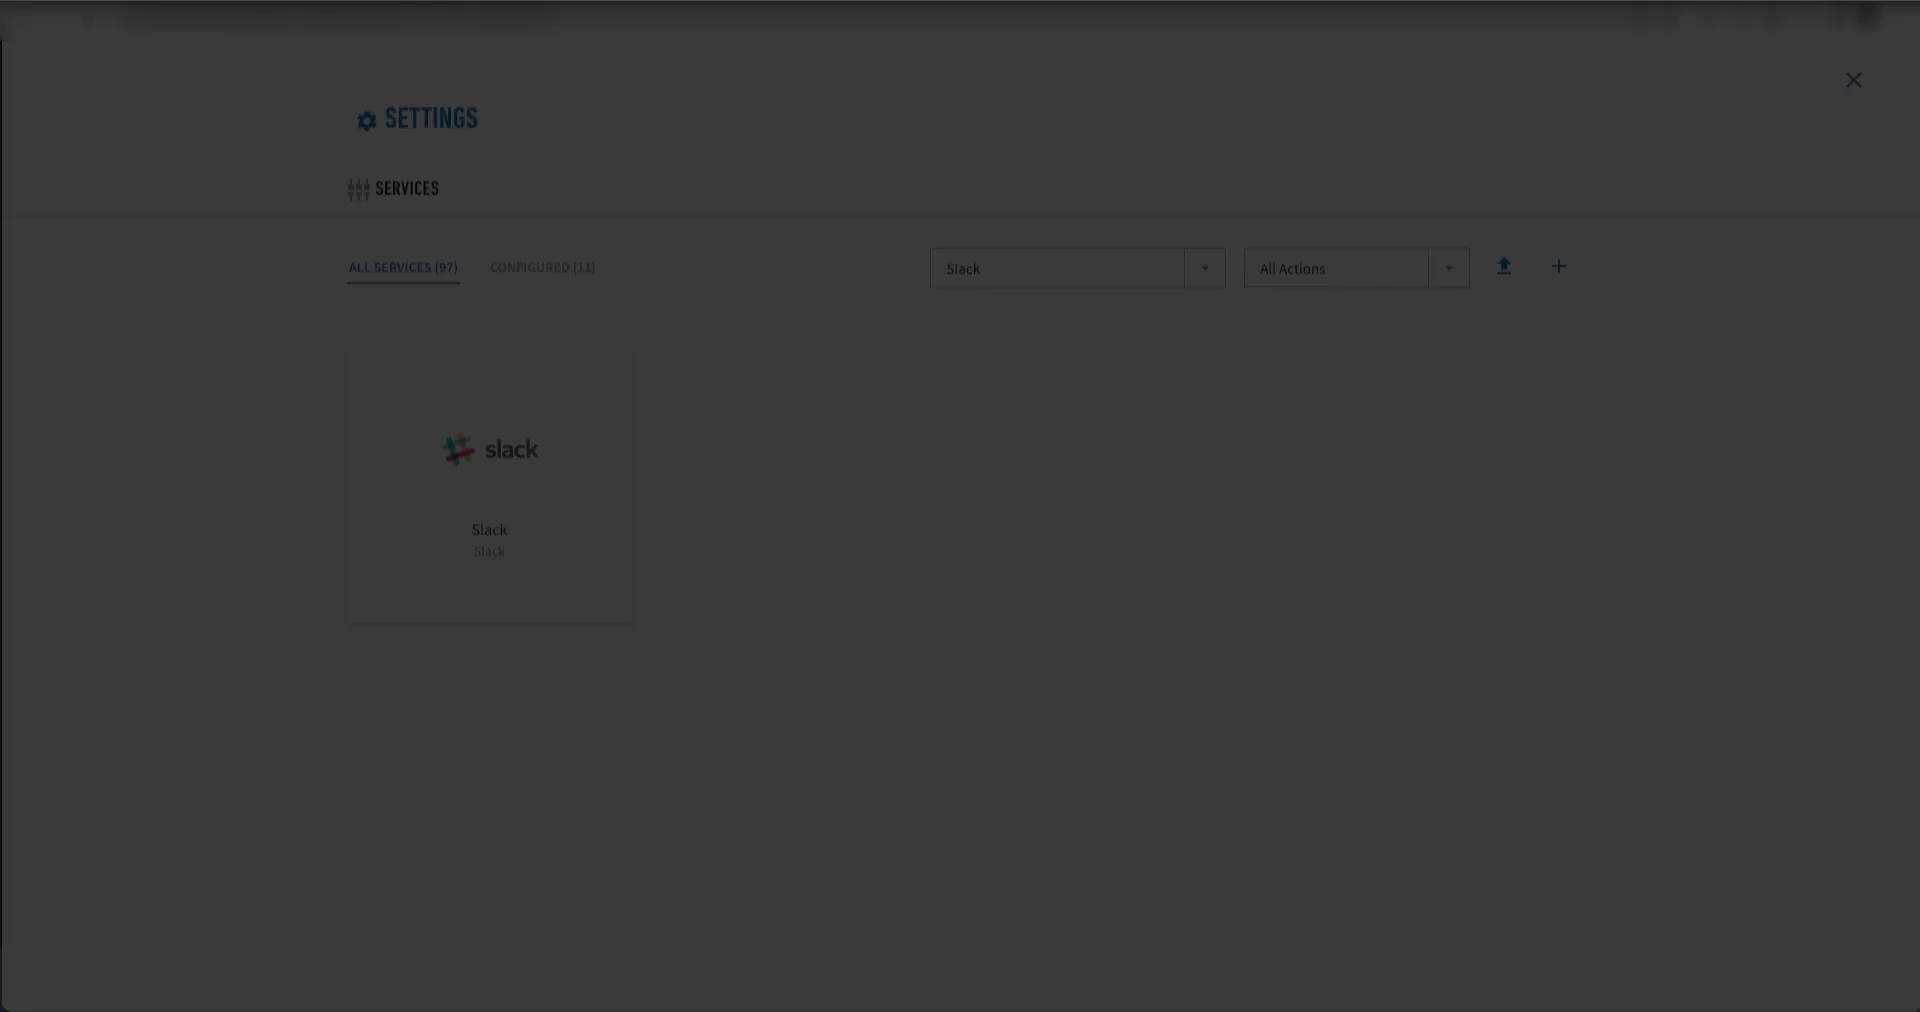 SETTINGS
SERVICES
ALL SERVICES (97) CONFIGURED (11) Slack All Actions
slack
Slack
Slack